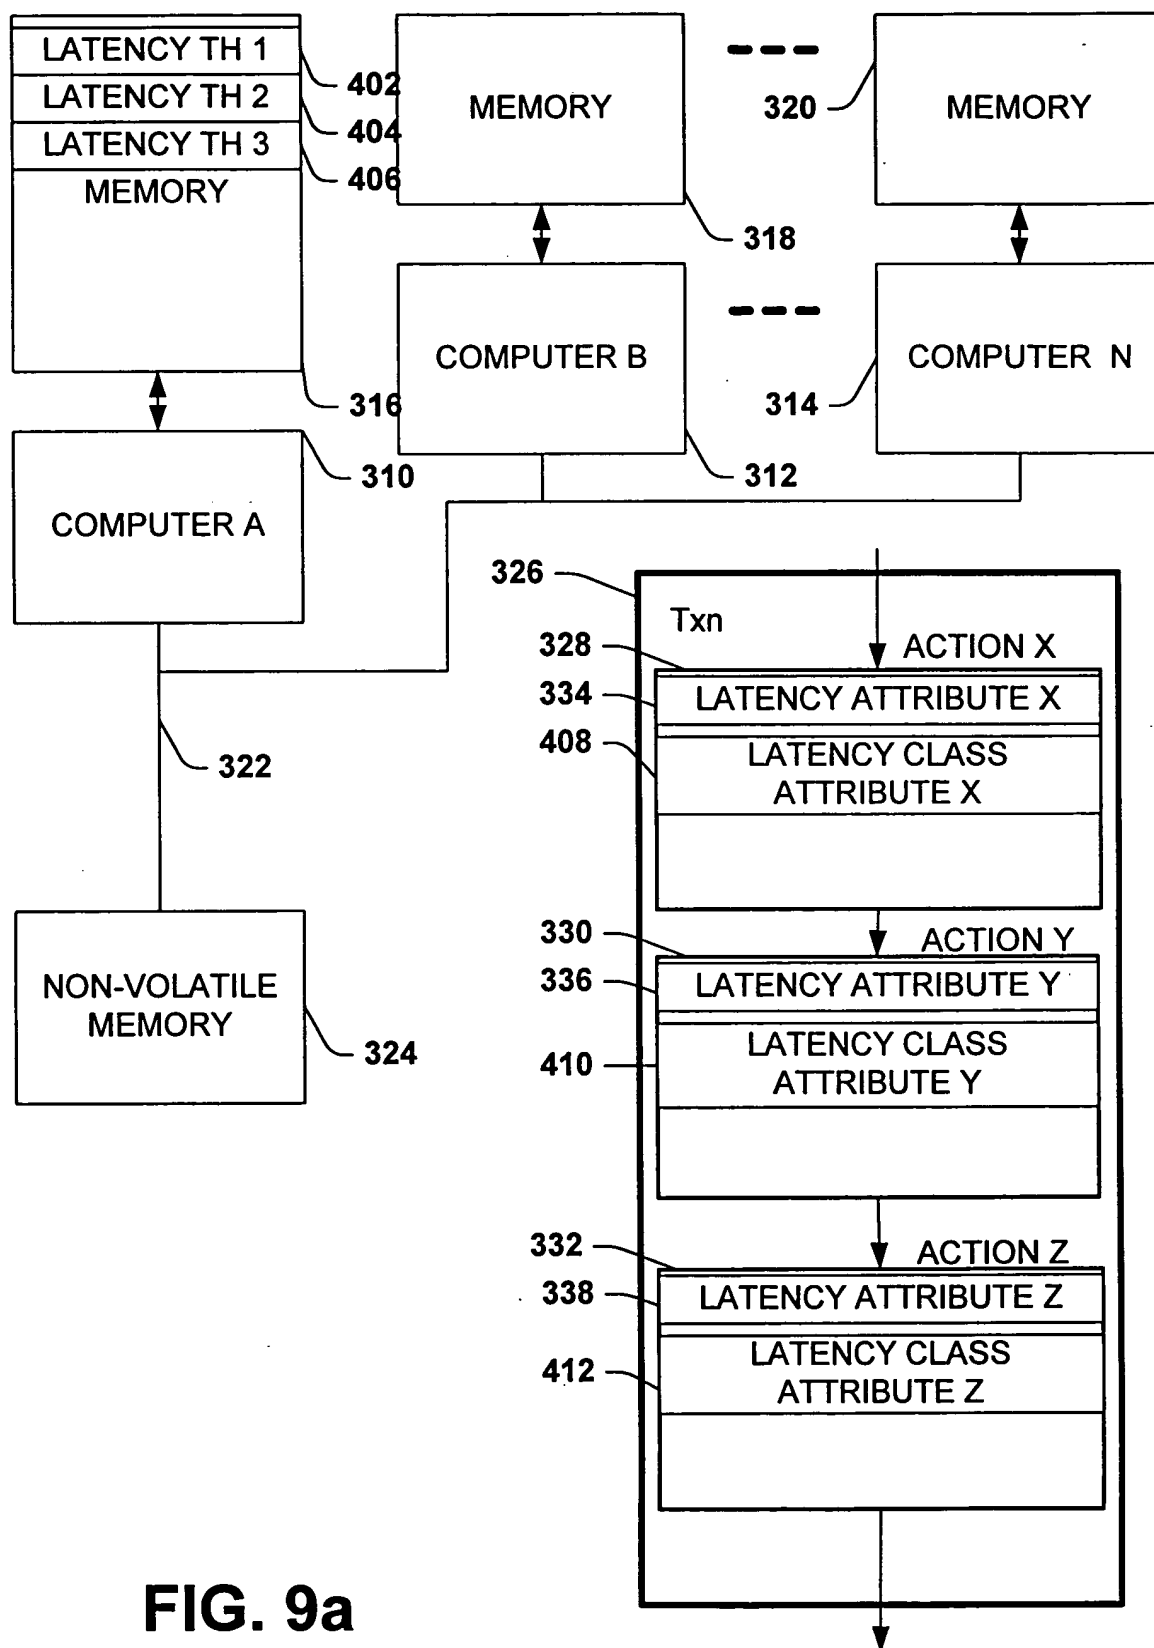 LATENCY TH 1
402
LATENCY TH 2
404
LATENCY TH 3
406
MEMORY
316
MEMORY
318
320
MEMORY
COMPUTER B
312
314
COMPUTER N
310
COMPUTER A
322
NON-VOLATILE
MEMORY
324
326
Txn
ACTION X
328
334
LATENCY ATTRIBUTE X
408
LATENCY CLASS
ATTRIBUTE X
ACTION Y
330
336
LATENCY ATTRIBUTE Y
410
LATENCY CLASS
ATTRIBUTE Y
ACTION Z
332
338
LATENCY ATTRIBUTE Z
412
LATENCY CLASS
ATTRIBUTE Z
FIG. 9a